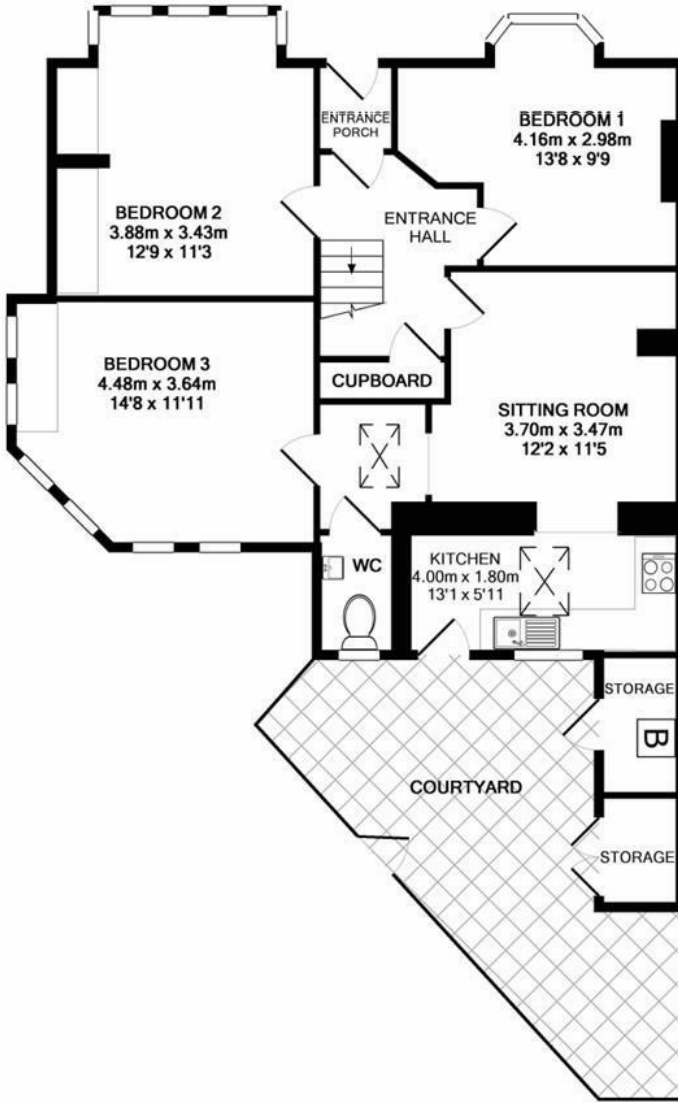 ENTRANCE
PORCH
BEDROOM 1
4.16m x 2.98m
13'8 x 9'9
BEDROOM 2
3.88m x 3.43m
12'9 x 11'3
ENTRANCE
HALL
BEDROOM 3
4.48m x 3.64m
14'8 x 11'11
CUPBOARD
SITTING ROOM
3.70m x 3.47m
12'2 x 11'5
WC
KITCHEN
4.00m x 1.80m
13'1 x 5'11
STORAGE
B
COURTYARD
STORAGE